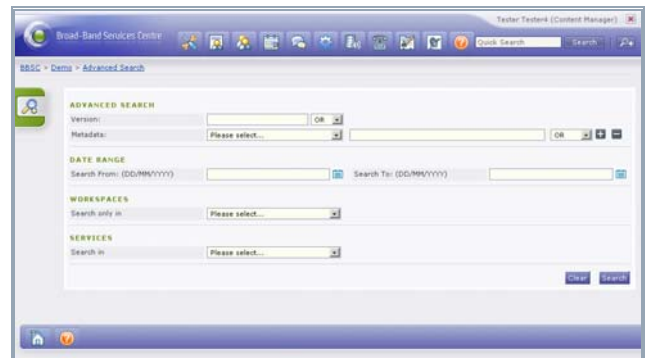 Tester Tester4 (Content Manager)
Broad-Band Services Centre
Quick Search
Search
BBSC > Demo > Advanced Search
ADVANCED SEARCH
Version:
OR
Metadata:
Please select...
OR
DATE RANGE
Search From: (DD/MM/YYYY)
Search To: (DD/MM/YYYY)
WORKSPACES
Search only in
Please select...
SERVICES
Search in
Please select...
Clear
Search